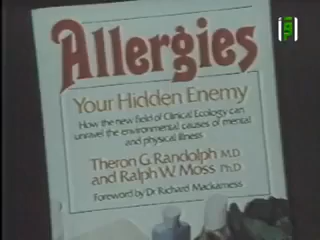 Allergies
Your Hidden Enemy
How the new field of Clinical Ecology can
unravel the environmental causes of mental
and physical illness
Theron G. Randolph M.D.
and Ralph W. Moss Ph.D.
Foreword by Dr Richard Mackarness